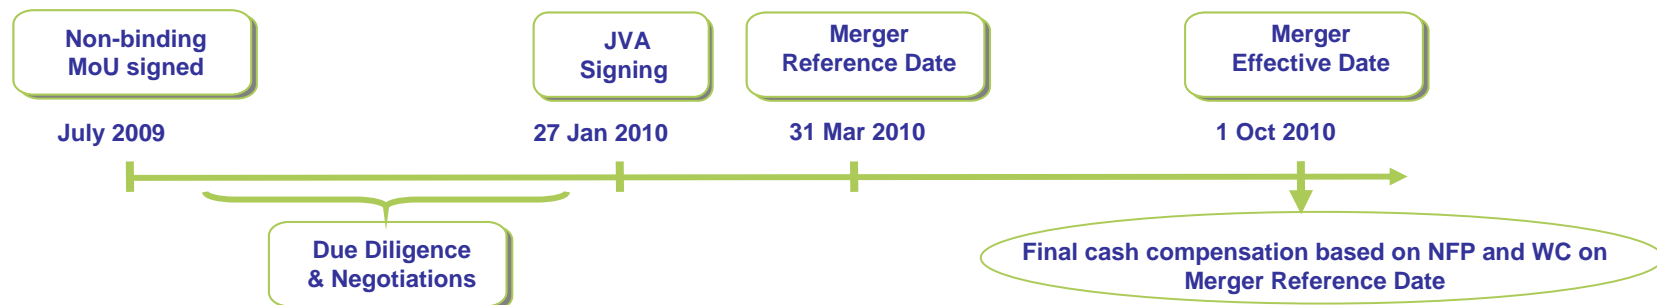 Non-binding
MoU signed
JVA
Signing
Merger
Reference Date
Merger
Effective Date
July 2009
27 Jan 2010
31 Mar 2010
1 Oct 2010
Due Diligence
& Negotiations
Final cash compensation based on NFP and WC on
Merger Reference Date